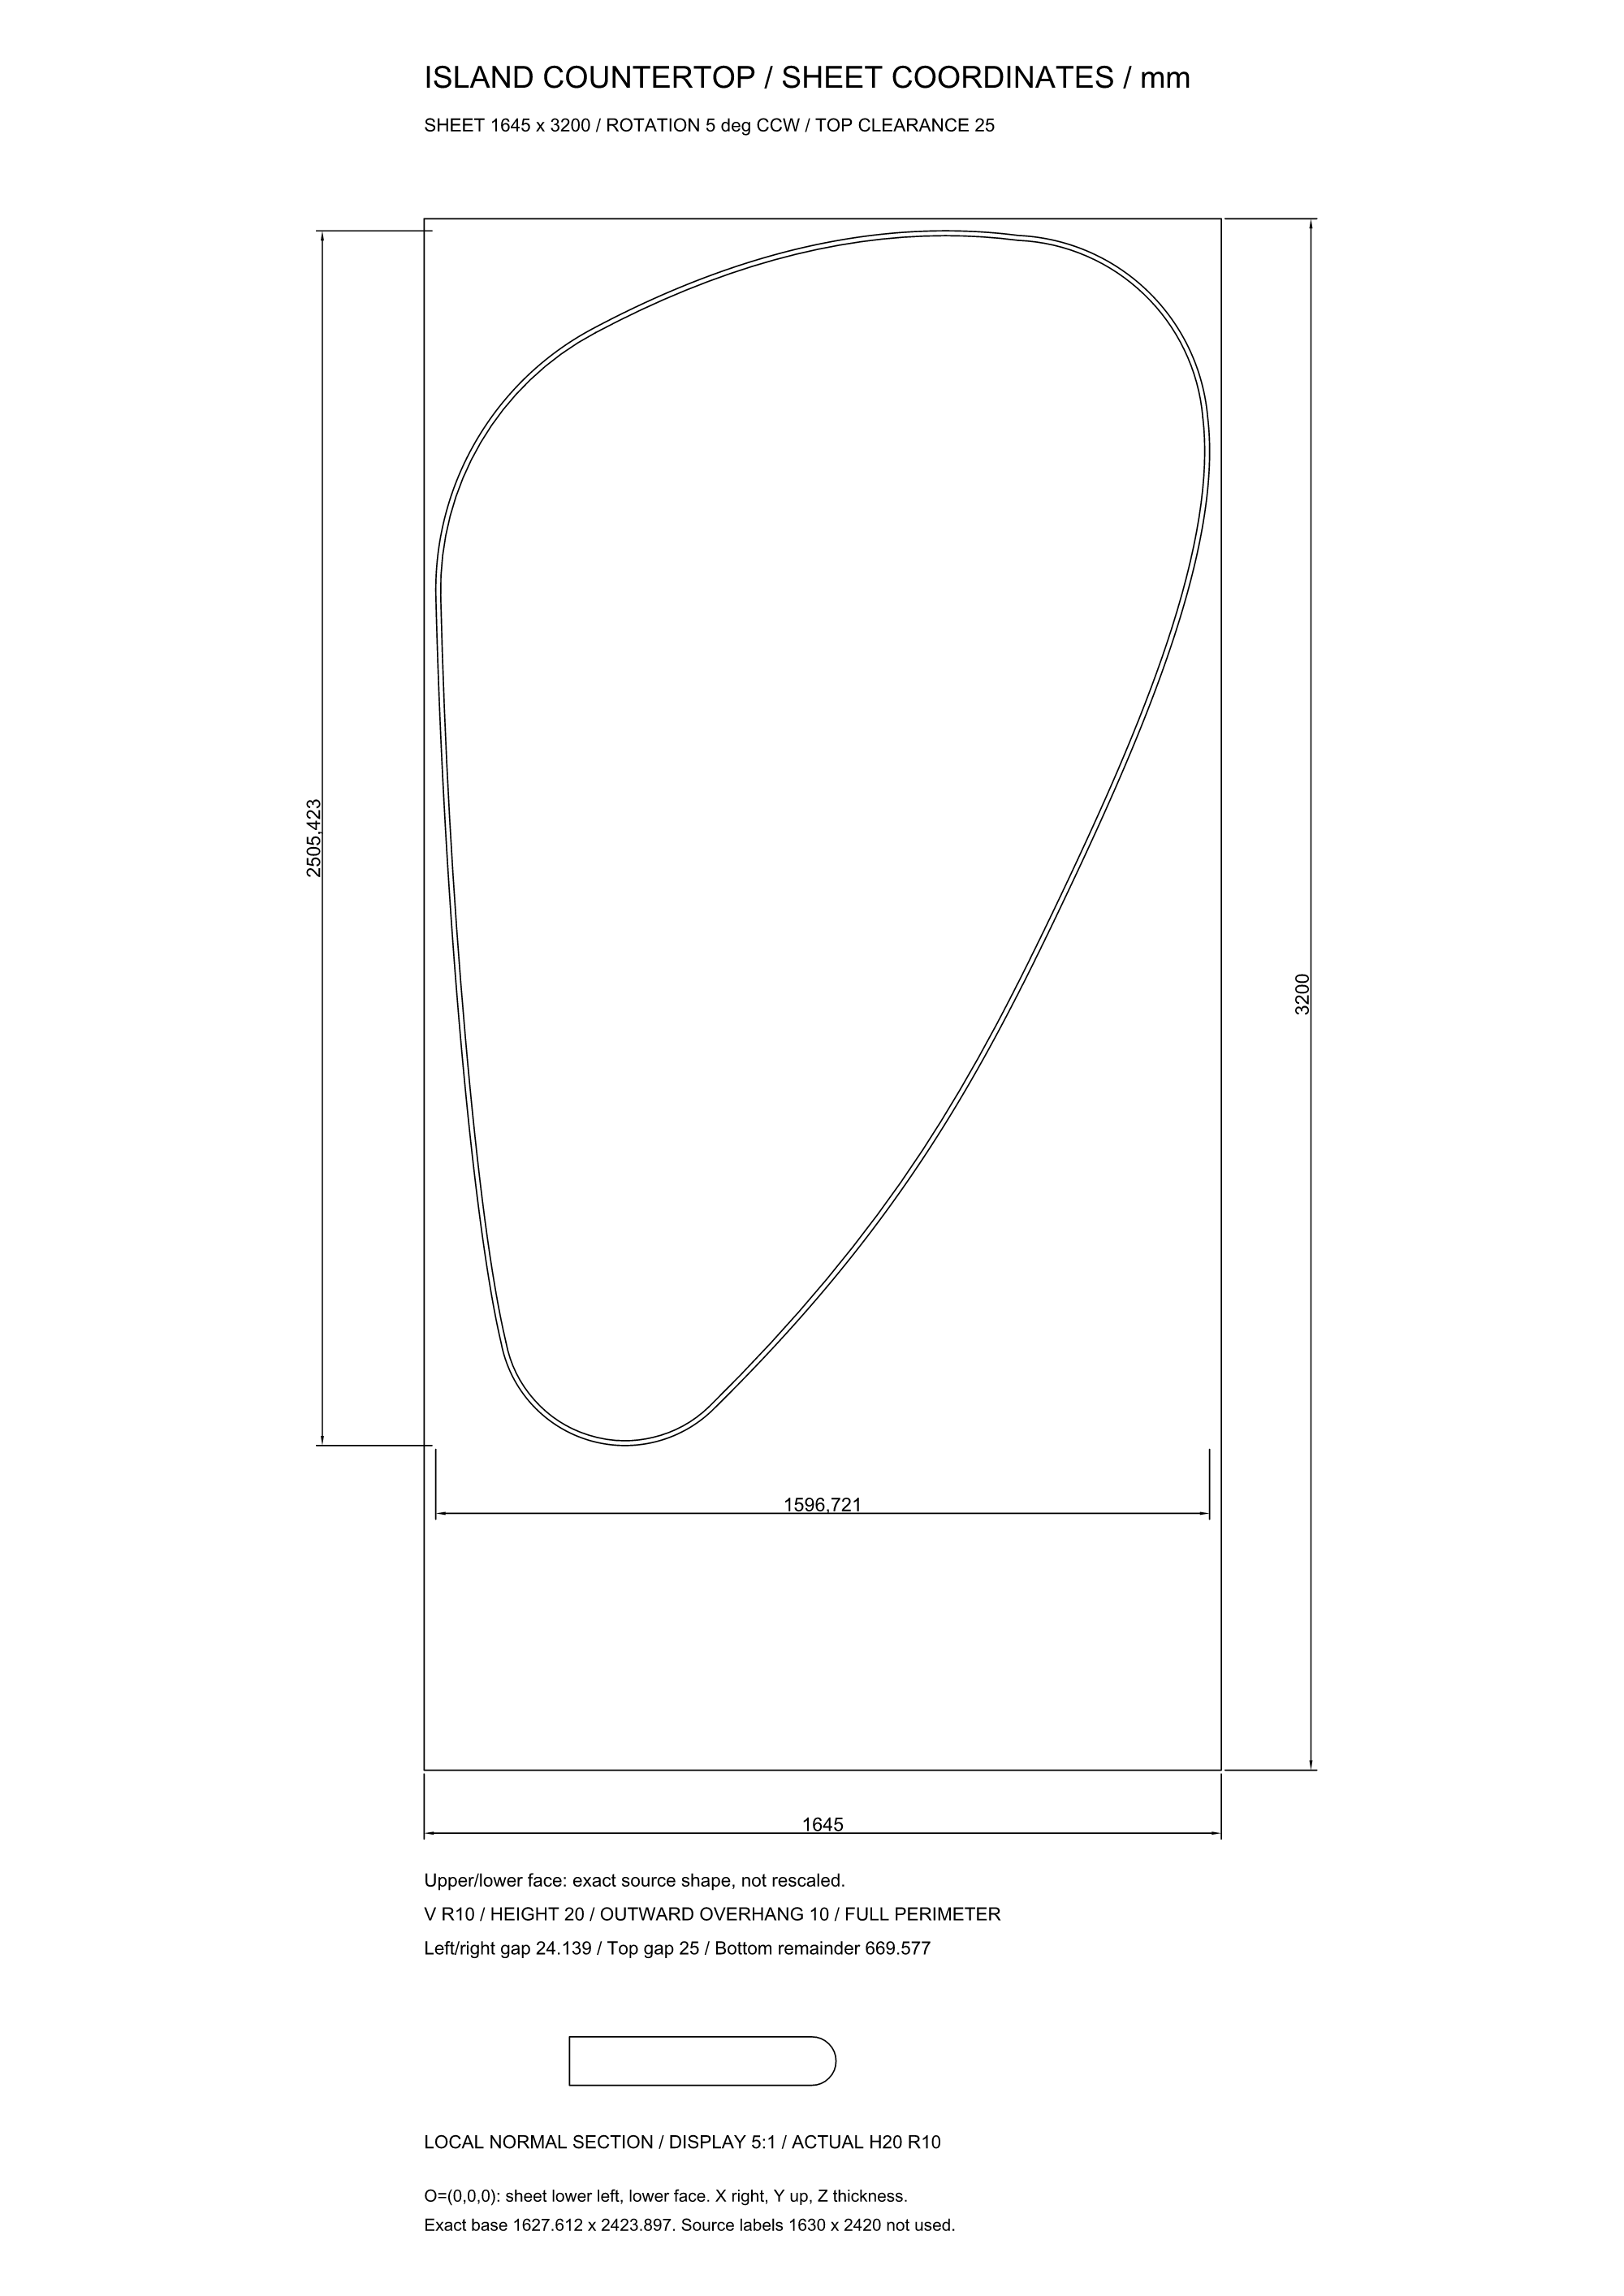 ISLAND COUNTERTOP / SHEET COORDINATES / mm
SHEET 1645 x 3200 / ROTATION 5 deg CCW / TOP CLEARANCE 25
2505,423
3200
1596,721
1645
Upper/lower face: exact source shape, not rescaled.
V R10 / HEIGHT 20 / OUTWARD OVERHANG 10 / FULL PERIMETER
Left/right gap 24.139 / Top gap 25 / Bottom remainder 669.577
LOCAL NORMAL SECTION / DISPLAY 5:1 / ACTUAL H20 R10
O=(0,0,0): sheet lower left, lower face. X right, Y up, Z thickness.
Exact base 1627.612 x 2423.897. Source labels 1630 x 2420 not used.